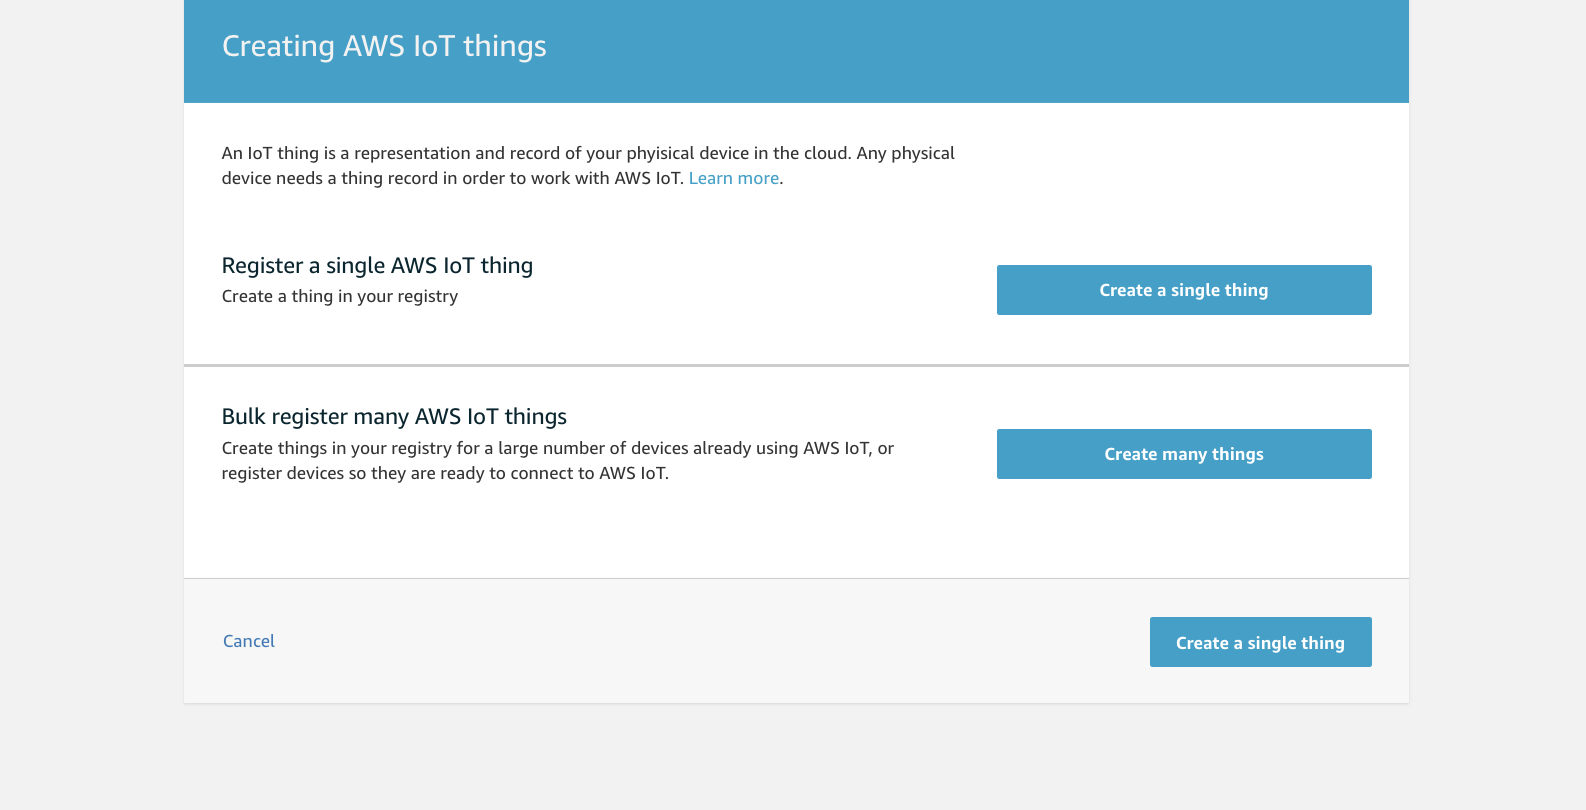 Creating AWS IoT things
An IoT thing is a representation and record of your phyisical device in the cloud. Any physical
device needs a thing record in order to work with AWS IoT. Learn more.
Register a single AWS IoT thing
Create a thing in your registry
Create a single thing
Bulk register many AWS IoT things
Create things in your registry for a large number of devices already using AWS IoT, or
register devices so they are ready to connect to AWS IoT.
Create many things
Cancel
Create a single thing